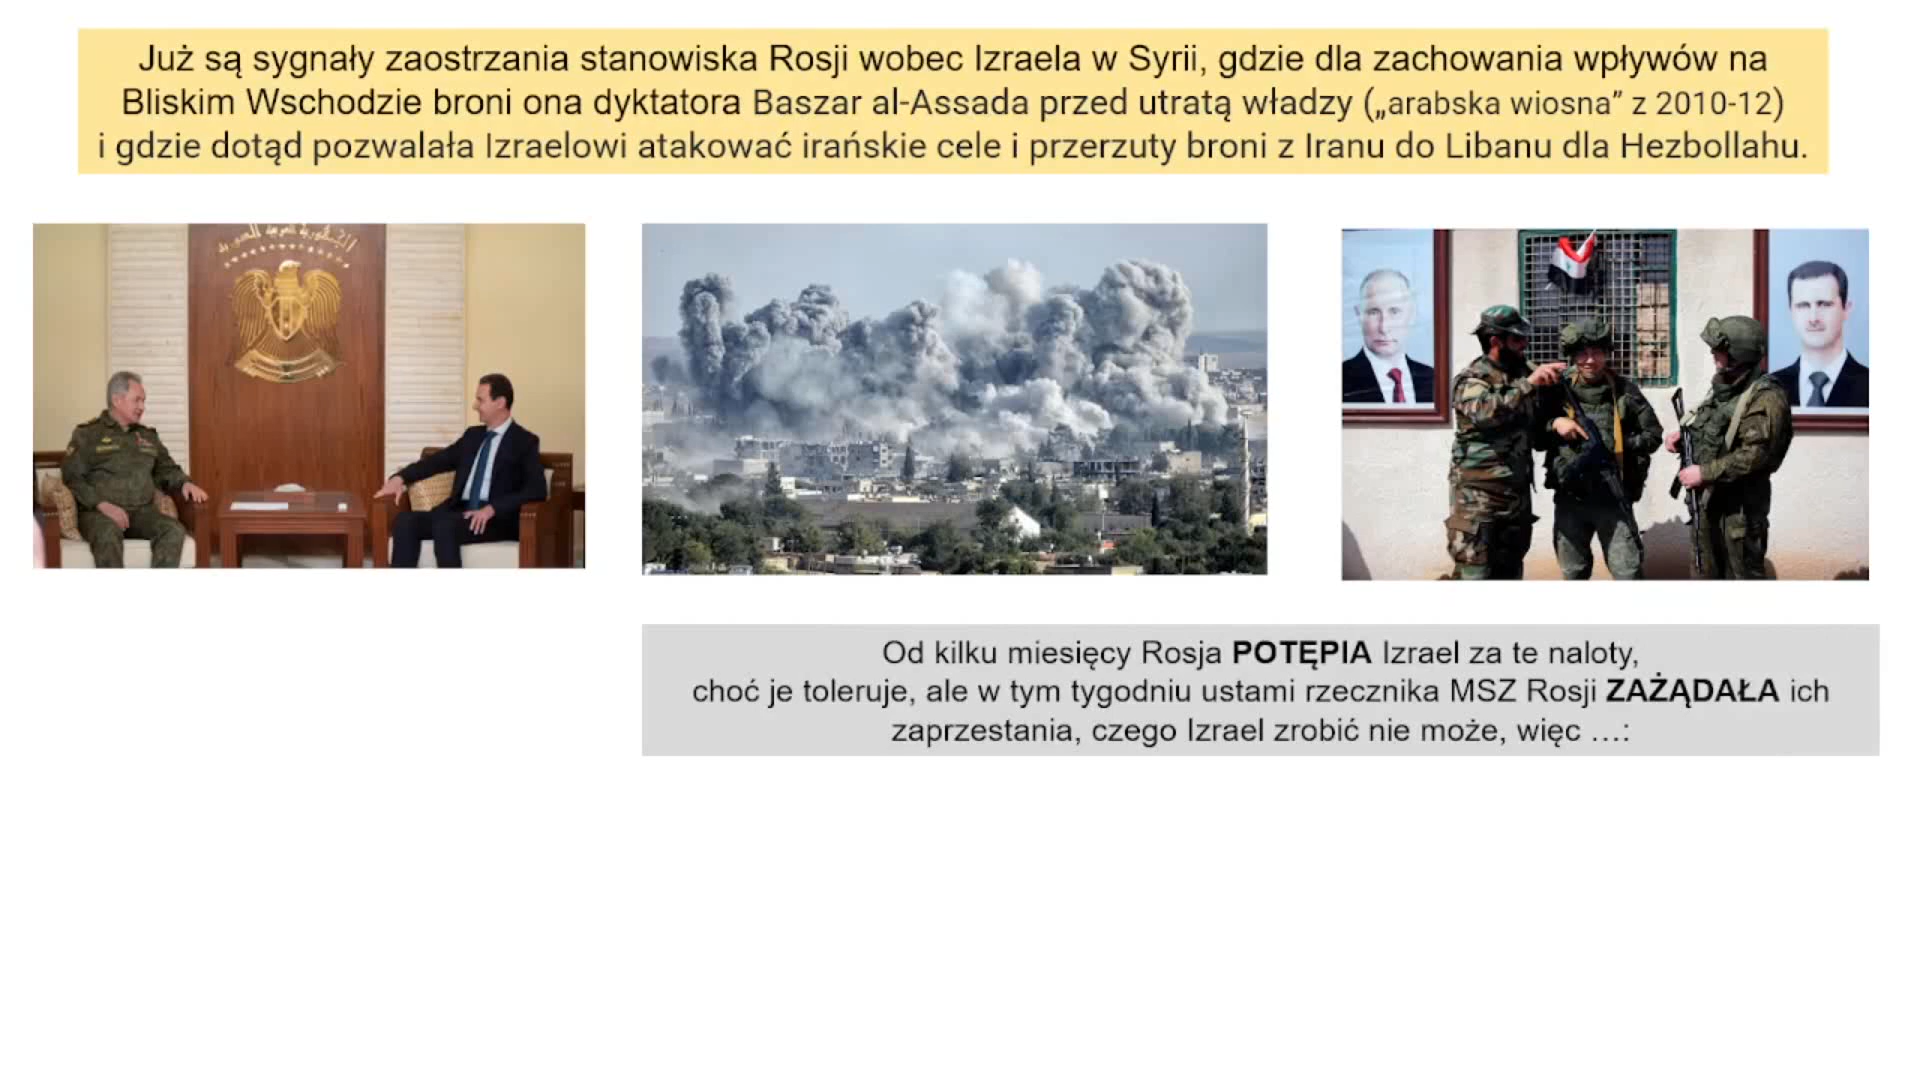 Już są sygnały zaostrzania stanowiska Rosji wobec Izraela w Syrii, gdzie dla zachowania wpływów na
Bliskim Wschodzie broni ona dyktatora Baszar al-Assada przed utratą władzy („arabska wiosna” z 2010-12)
i gdzie dotąd pozwalała Izraelowi atakować irańskie cele i przerzuty broni z Iranu do Libanu dla Hezbollahu.
الجمهورية العربية السورية
Od kilku miesięcy Rosja POTĘPIA Izrael za te naloty,
choć je toleruje, ale w tym tygodniu ustami rzecznika MSZ Rosji ZAŻĄDAŁA ich
zaprzestania, czego Izrael zrobić nie może, więc …: